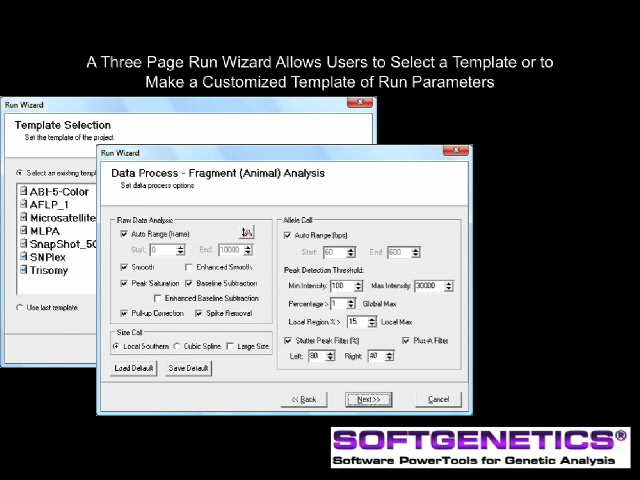 A Three Page Run Wizard Allows Users to Select a Template or to
Make a Customized Template of Run Parameters
Run Wizard
Template Selection
Set the template of the project
Select an existing templ
ABI-5-Color
AFLP_1
Microsatellite
MLPA
SnapShot_50
SNPlex
Trisomy
Use last template
Run Wizard
Data Process - Fragment (Animal) Analysis
Set data process options
Raw Data Analysis
Auto Range (frame)
Start: 0 End: 10000
Smooth Enhanced Smooth
Peak Saturation Baseline Subtraction
Enhanced Baseline Subtraction
Pull-up Correction Spike Removal
Size Call
Local Southern Cubic Spline Large Size
Load Default Save Default
Allele Call
Auto Range (bps)
Start: 60 End: 600
Peak Detection Threshold:
Min Intensity: 100 Max Intensity: 30000
Percentage > 1 Global Max
Local Region % > 15 Local Max
Stutter Peak Filter (%) Plus-A Filter
Left: 90 Right: 40
<< Back Next >> Cancel
SOFTGENETICS®
Software PowerTools for Genetic Analysis